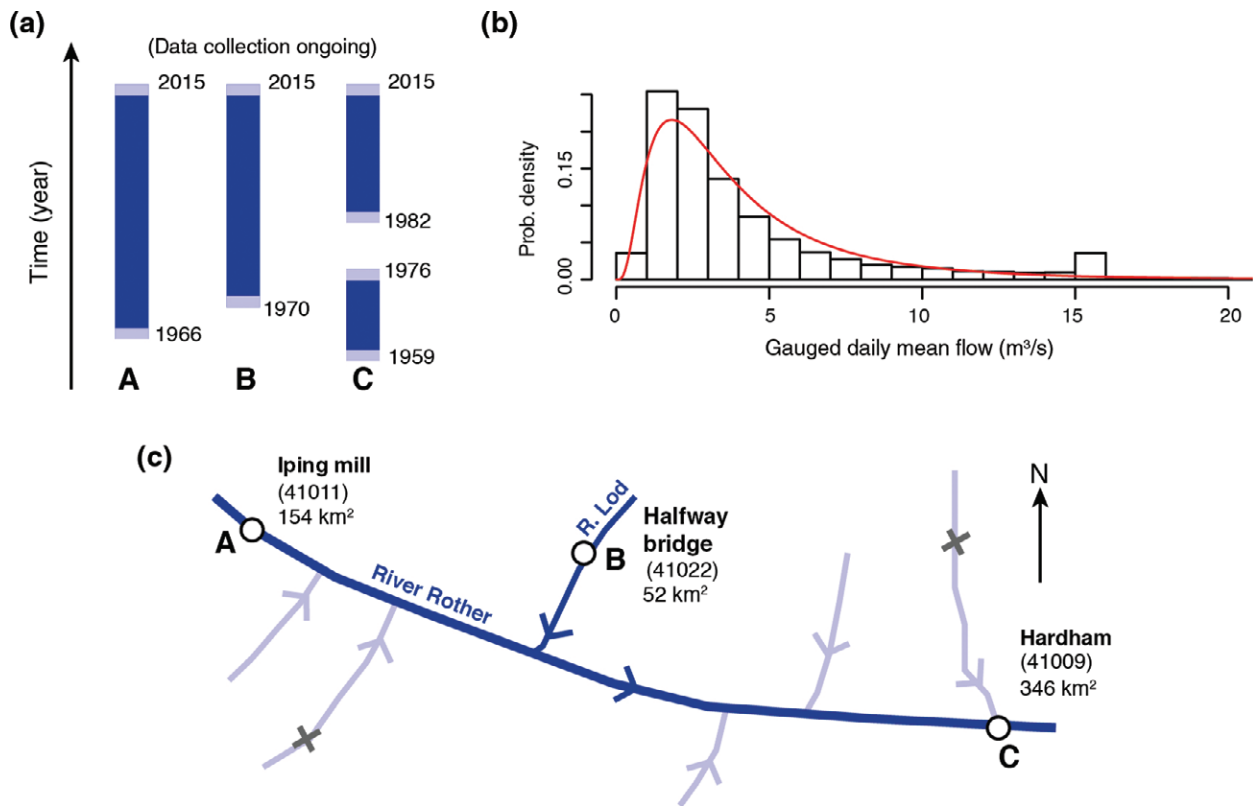 (a)
(Data collection ongoing)
Time (year)
2015
2015
2015
1982
1976
1970
1966
1959
A
B
C
(b)
Prob. density
0.15
0.00
0
5
10
15
20
Gauged daily mean flow (m³/s)
(c)
Iping mill
(41011)
154 km²
A
R. Lod
Halfway
bridge
(41022)
52 km²
B
River Rother
N
Hardham
(41009)
346 km²
C